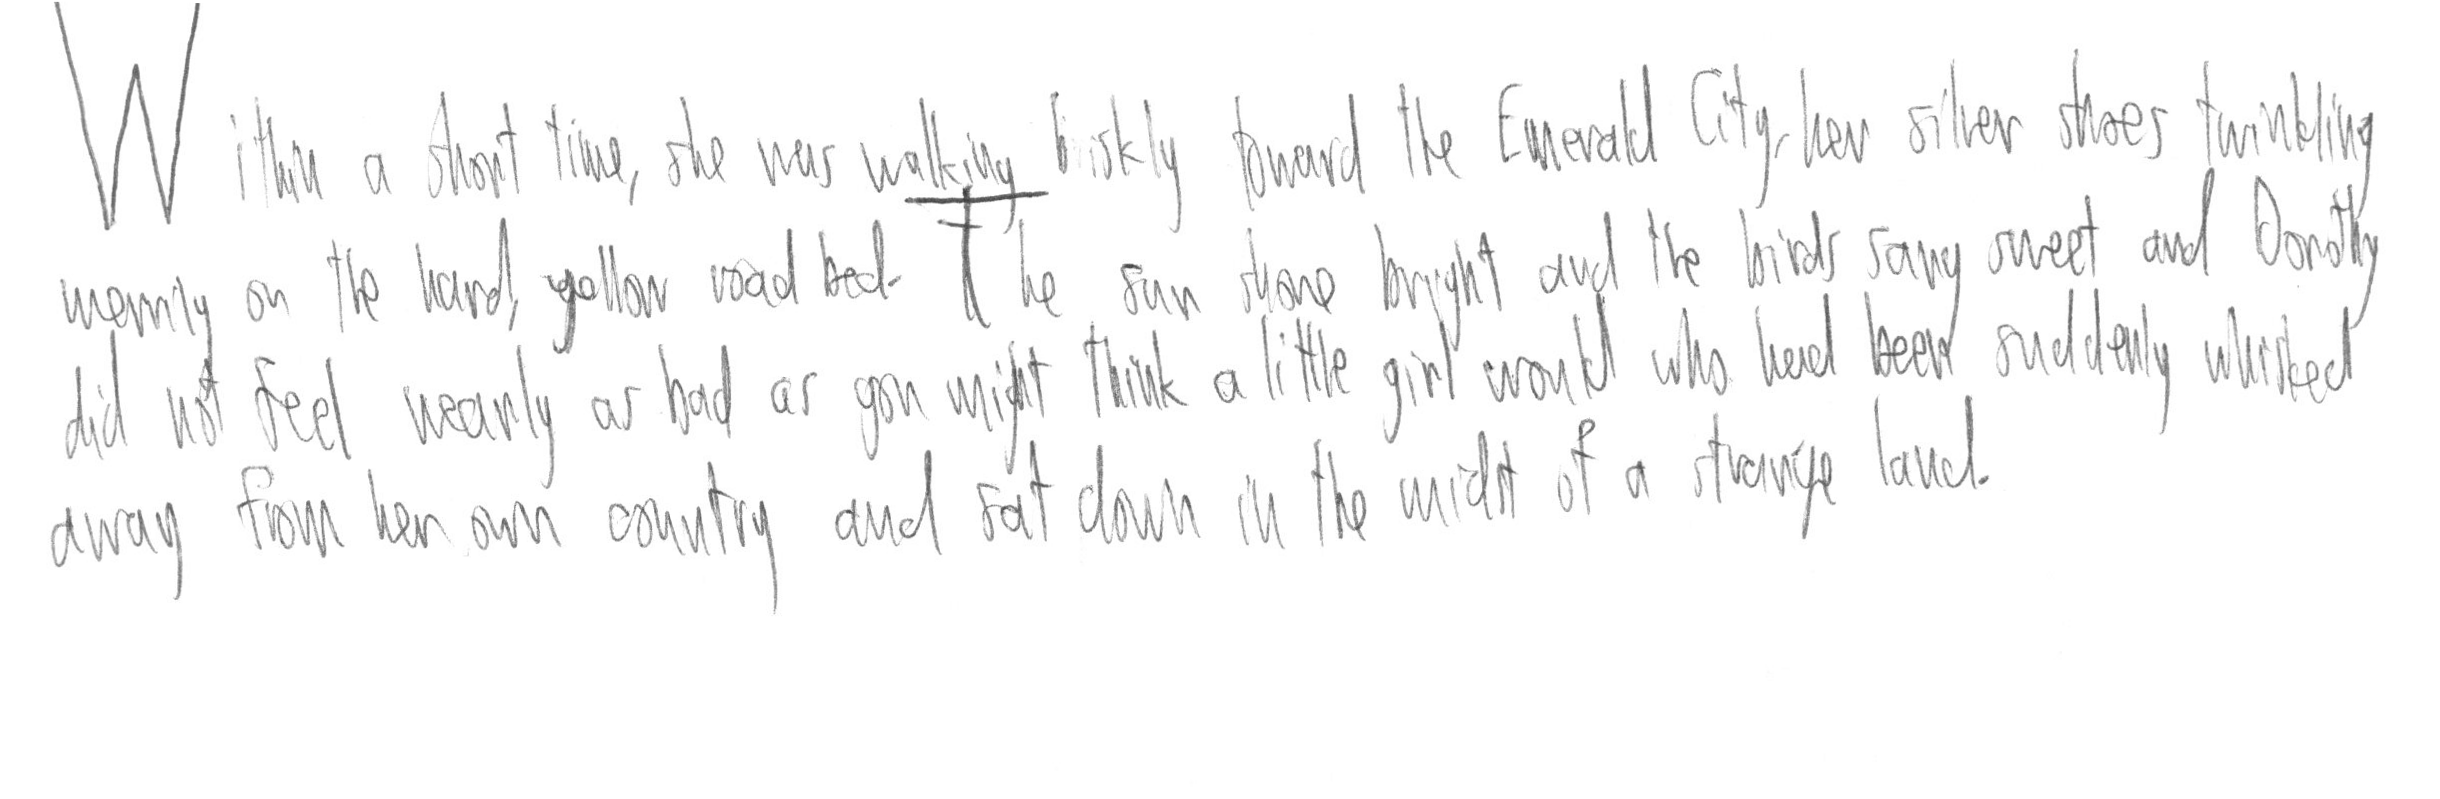 Within a short time, she was walking briskly toward the Emerald City, her silver shoes twinkling
merrily on the hard, yellow road bed. The sun shone bright and the birds sang sweet and Dorothy
did not feel nearly as bad as you might think a little girl would who had been suddenly whisked
away from her own country and sat down in the midst of a strange land.